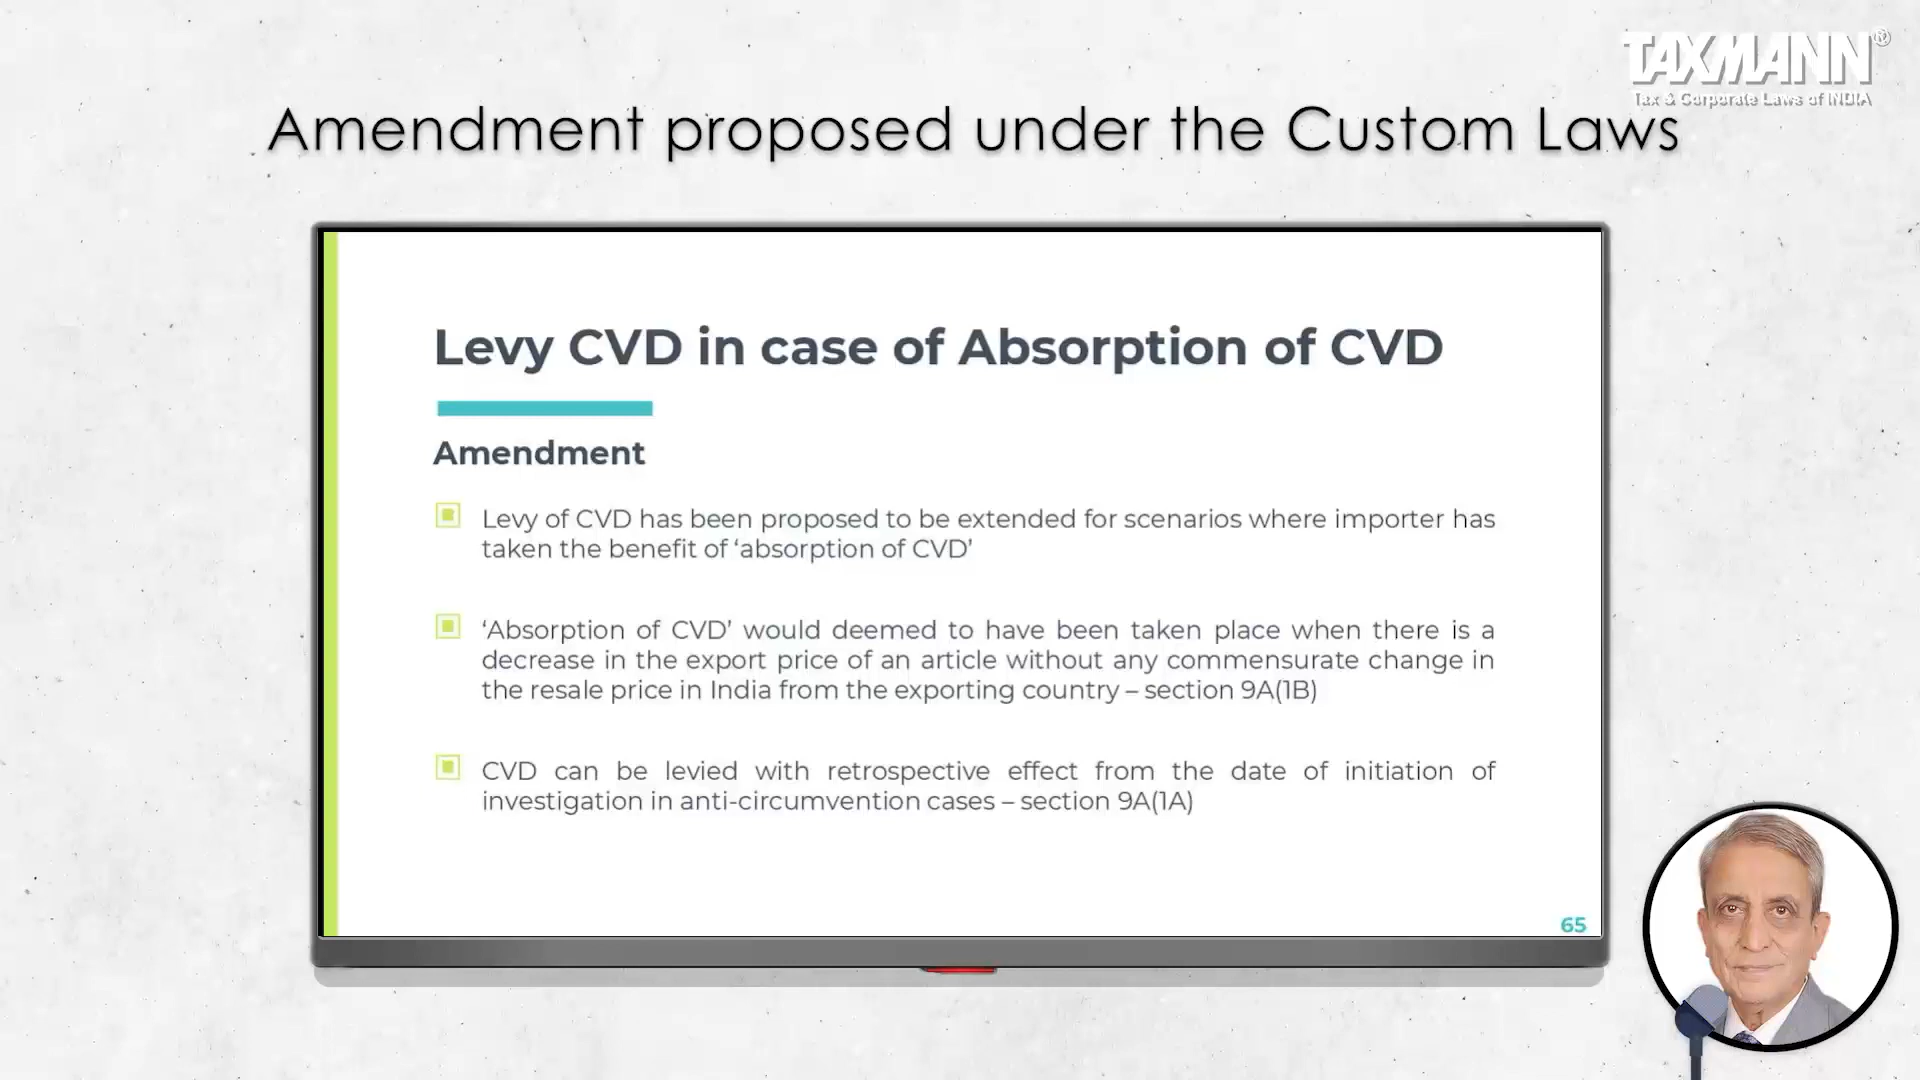 TAXMANN®
Tax & Corporate Laws of INDIA
Amendment proposed under the Custom Laws
Levy CVD in case of Absorption of CVD
Amendment
Levy of CVD has been proposed to be extended for scenarios where importer has
taken the benefit of ‘absorption of CVD’
‘Absorption of CVD’ would deemed to have been taken place when there is a
decrease in the export price of an article without any commensurate change in
the resale price in India from the exporting country – section 9A(1B)
CVD can be levied with retrospective effect from the date of initiation of
investigation in anti-circumvention cases – section 9A(1A)
65